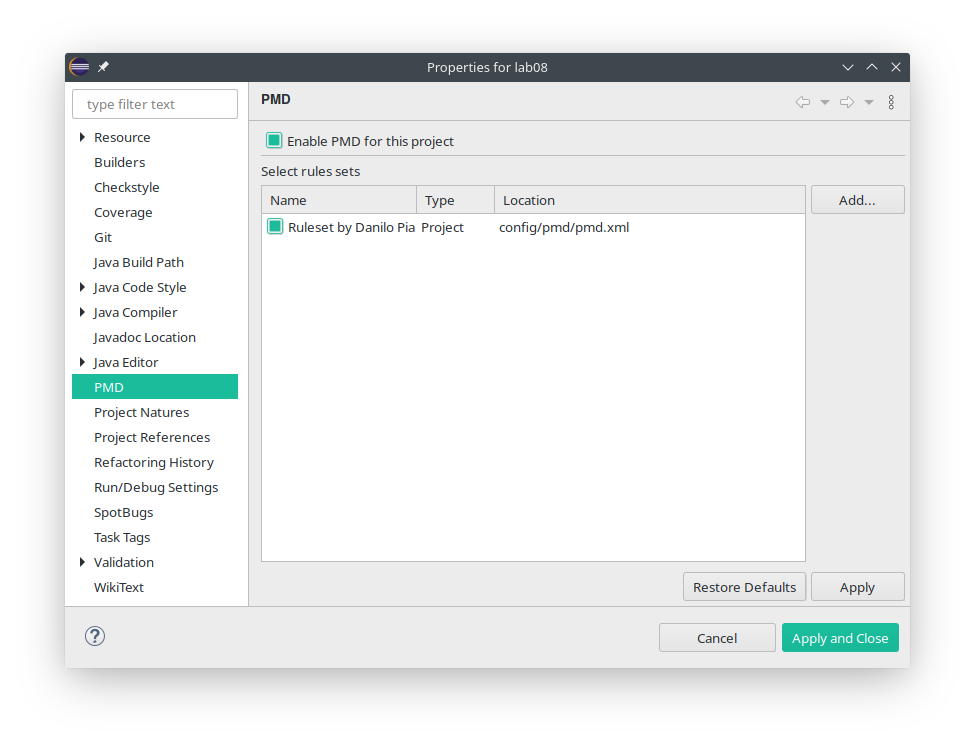 Properties for lab08
type filter text
Resource
Builders
Checkstyle
Coverage
Git
Java Build Path
Java Code Style
Java Compiler
Javadoc Location
Java Editor
PMD
Project Natures
Project References
Refactoring History
Run/Debug Settings
SpotBugs
Task Tags
Validation
WikiText
PMD
Enable PMD for this project
Select rules sets
Name Type Location
Ruleset by Danilo Pia Project config/pmd/pmd.xml
Add...
Restore Defaults Apply
? Cancel Apply and Close